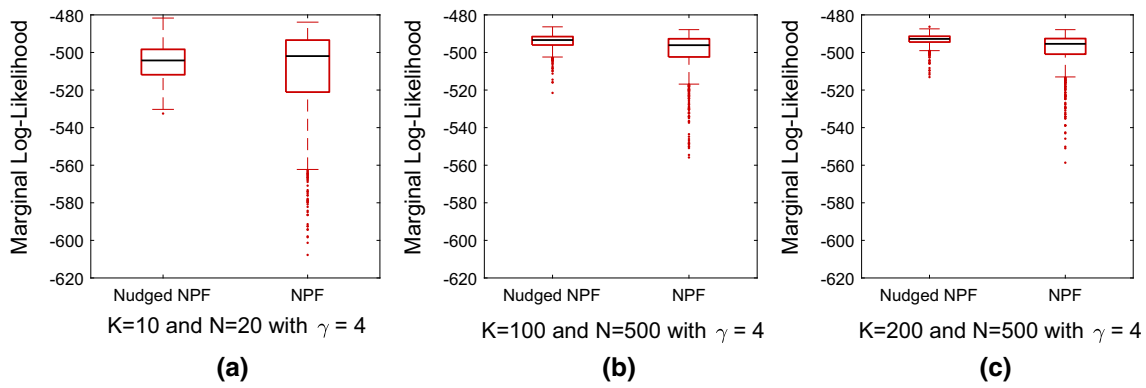 Marginal Log-Likelihood
-480
-500
-520
-540
-560
-580
-600
-620
Nudged NPF NPF
K=10 and N=20 with γ = 4
(a)
Marginal Log-Likelihood
-480
-500
-520
-540
-560
-580
-600
-620
Nudged NPF NPF
K=100 and N=500 with γ = 4
(b)
Marginal Log-Likelihood
-480
-500
-520
-540
-560
-580
-600
-620
Nudged NPF NPF
K=200 and N=500 with γ = 4
(c)